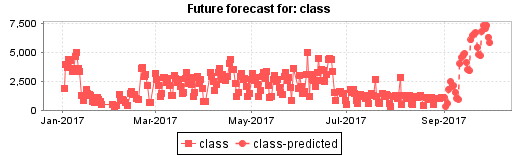 Future forecast for: class
7,500
5,000
2,500
0
Jan-2017 Mar-2017 May-2017 Jul-2017 Sep-2017
class class-predicted